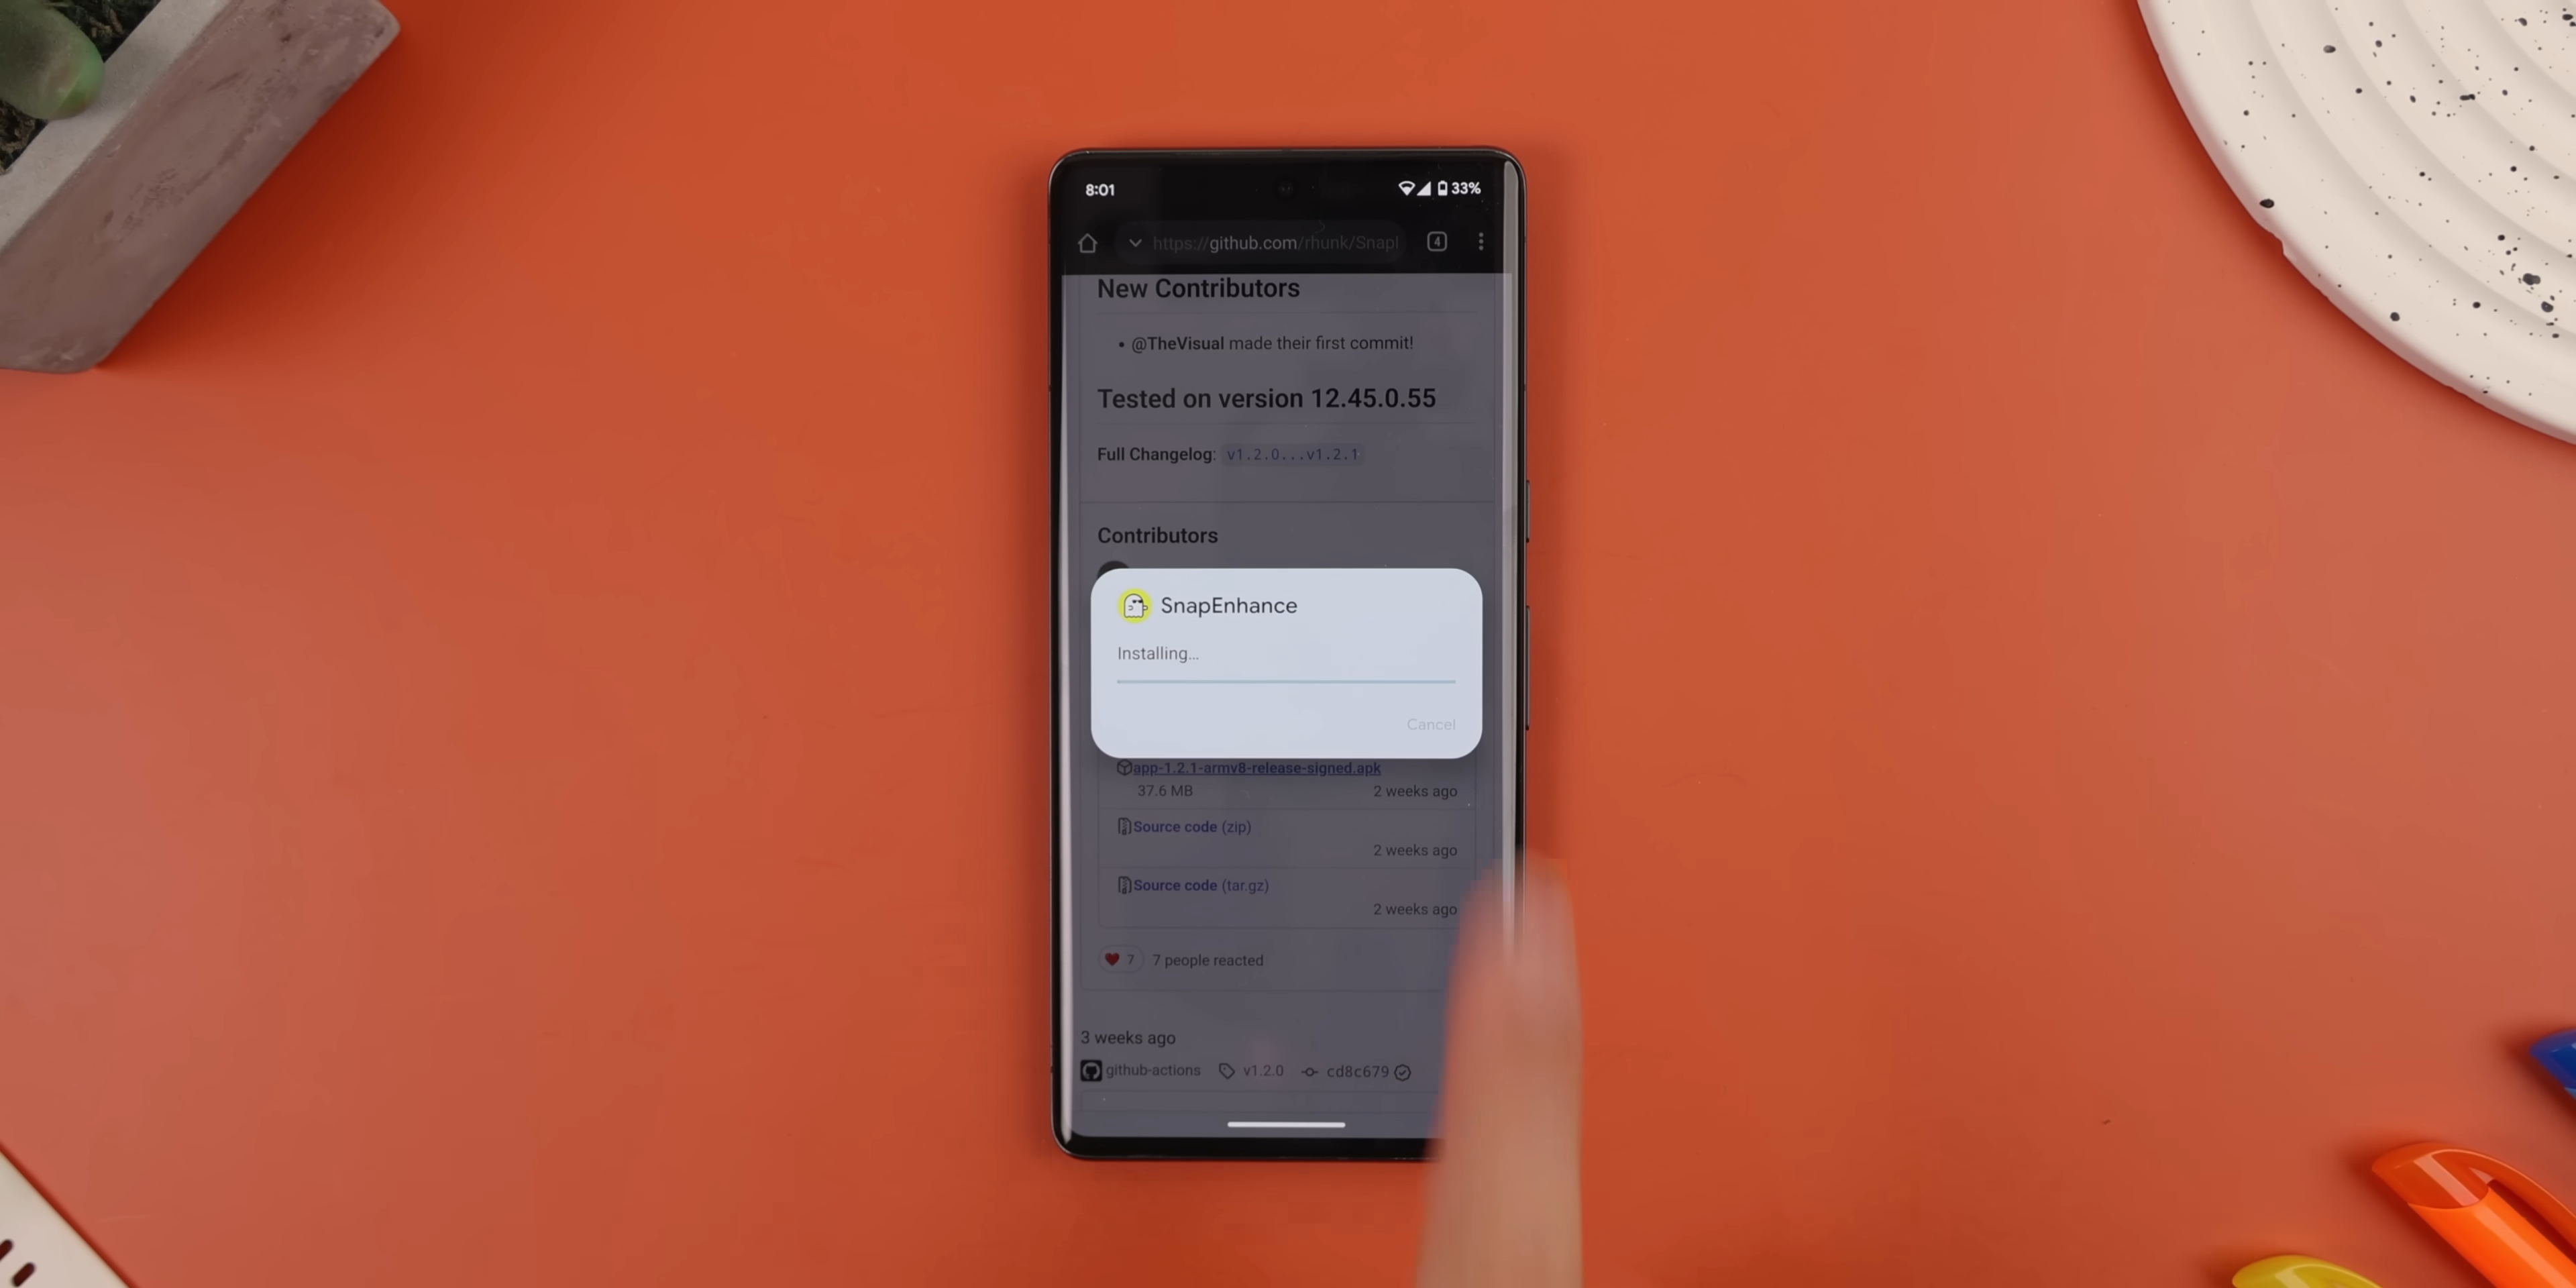 8:01
33%
https://github.com/rhunk/Snapl
4
New Contributors
• @TheVisual made their first commit!
Tested on version 12.45.0.55
Full Changelog: v1.2.0...v1.2.1
Contributors
SnapEnhance
Installing...
Cancel
app-1.2.1-armv8-release-signed.apk
37.6 MB
2 weeks ago
Source code (zip)
2 weeks ago
Source code (tar.gz)
2 weeks ago
7
7 people reacted
3 weeks ago
github-actions v1.2.0 cd8c679